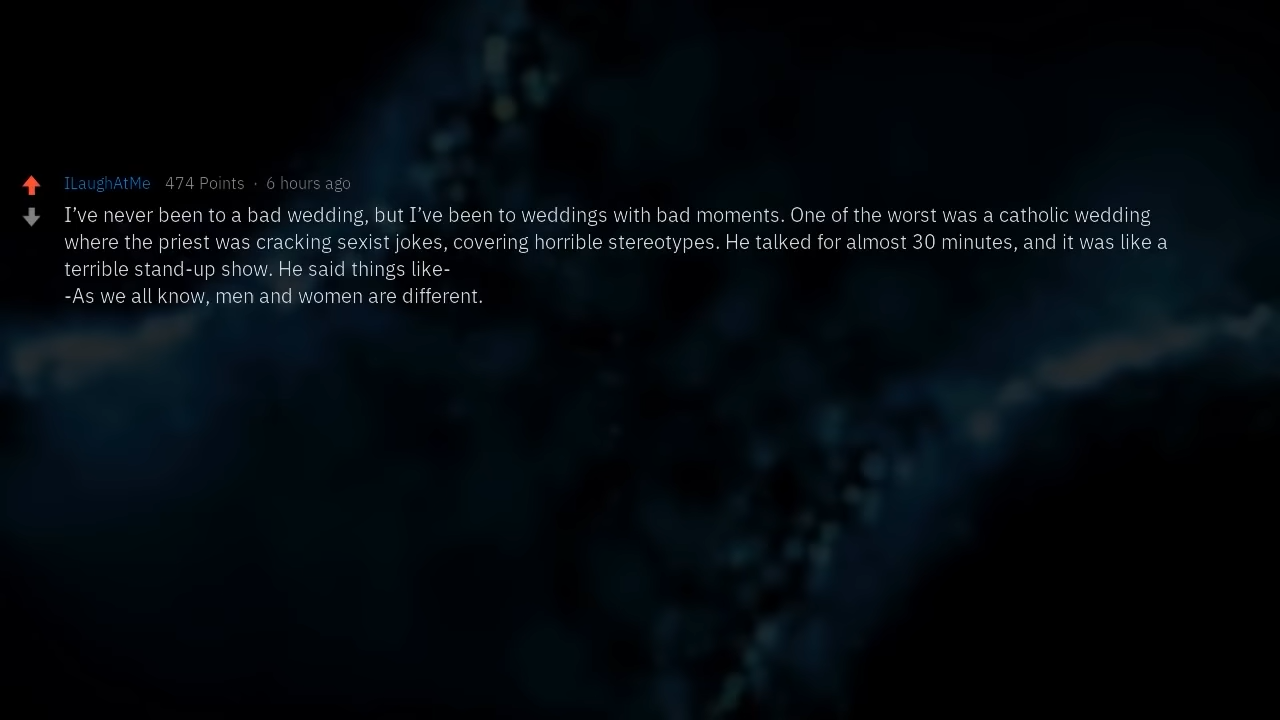 ILaughAtMe 474 Points · 6 hours ago
I’ve never been to a bad wedding, but I’ve been to weddings with bad moments. One of the worst was a catholic wedding
where the priest was cracking sexist jokes, covering horrible stereotypes. He talked for almost 30 minutes, and it was like a
terrible stand-up show. He said things like-
-As we all know, men and women are different.